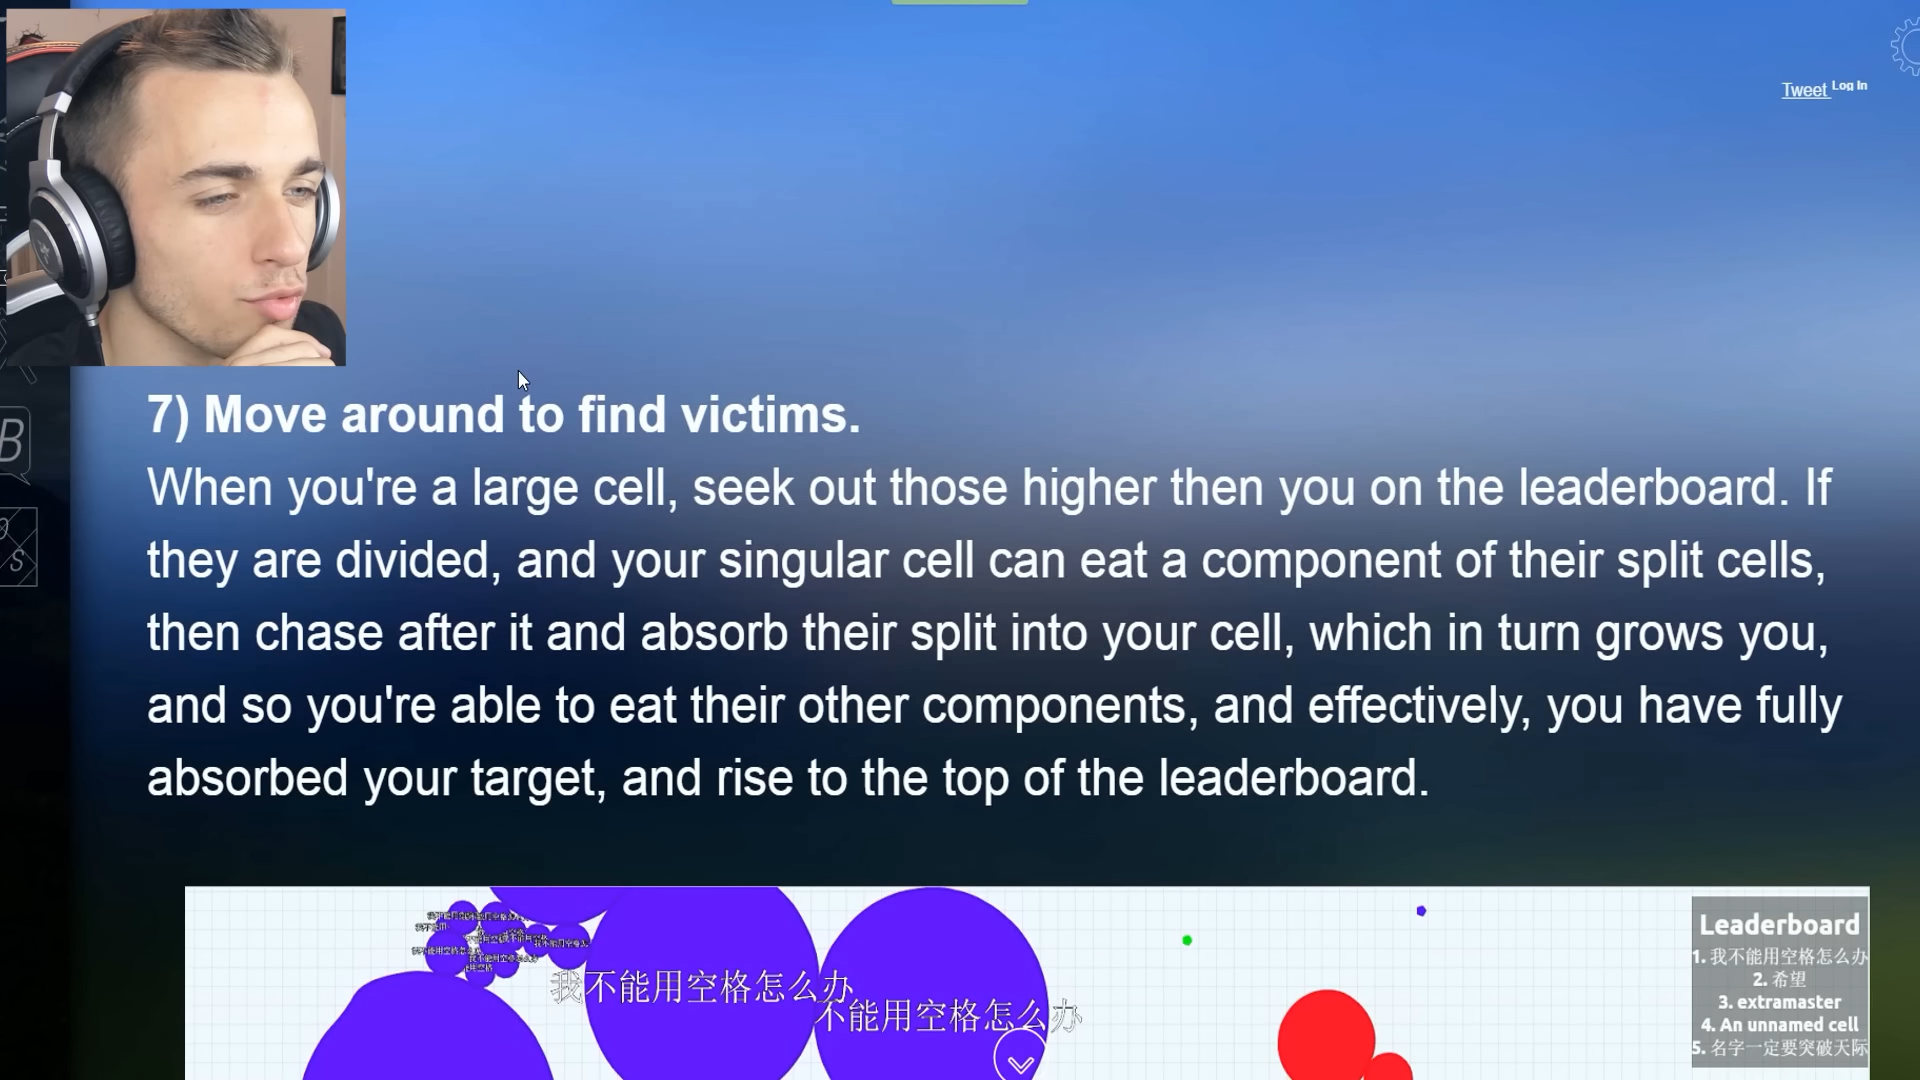 Tweet Log In
7) Move around to find victims.
When you're a large cell, seek out those higher then you on the leaderboard. If
they are divided, and your singular cell can eat a component of their split cells,
then chase after it and absorb their split into your cell, which in turn grows you,
and so you're able to eat their other components, and effectively, you have fully
absorbed your target, and rise to the top of the leaderboard.
B
S
我不能用空格怎么办
不能用空格怎么办
Leaderboard
1. 我不能用空格怎么办
2. 希望
3. extramaster
4. An unnamed cell
5. 名字一定要突破天际